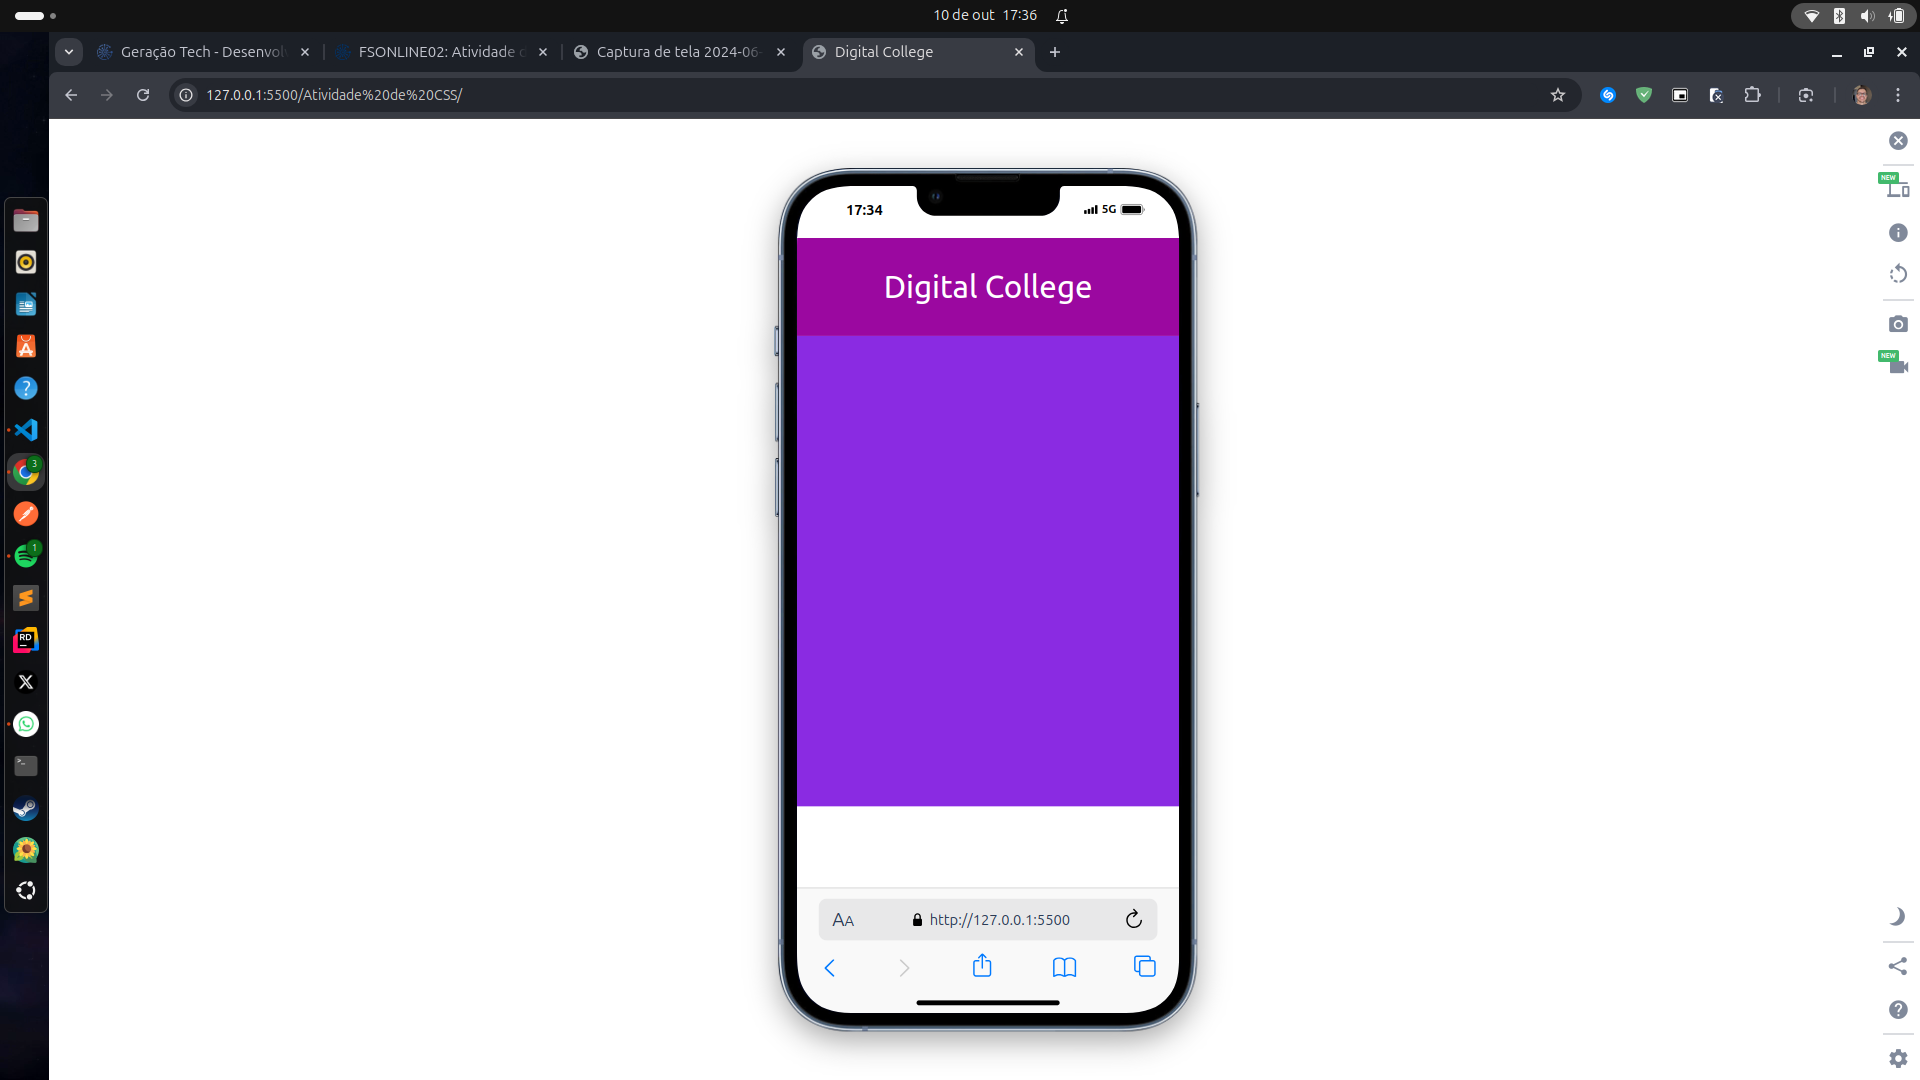 10 de out 17:36
Geração Tech - Desenvol
FSONLINE02: Atividade d
Captura de tela 2024-06-
Digital College
127.0.0.1:5500/Atividade%20de%20CSS/
NEW
NEW
3
1
RD
17:34
5G
Digital College
AA
http://127.0.0.1:5500